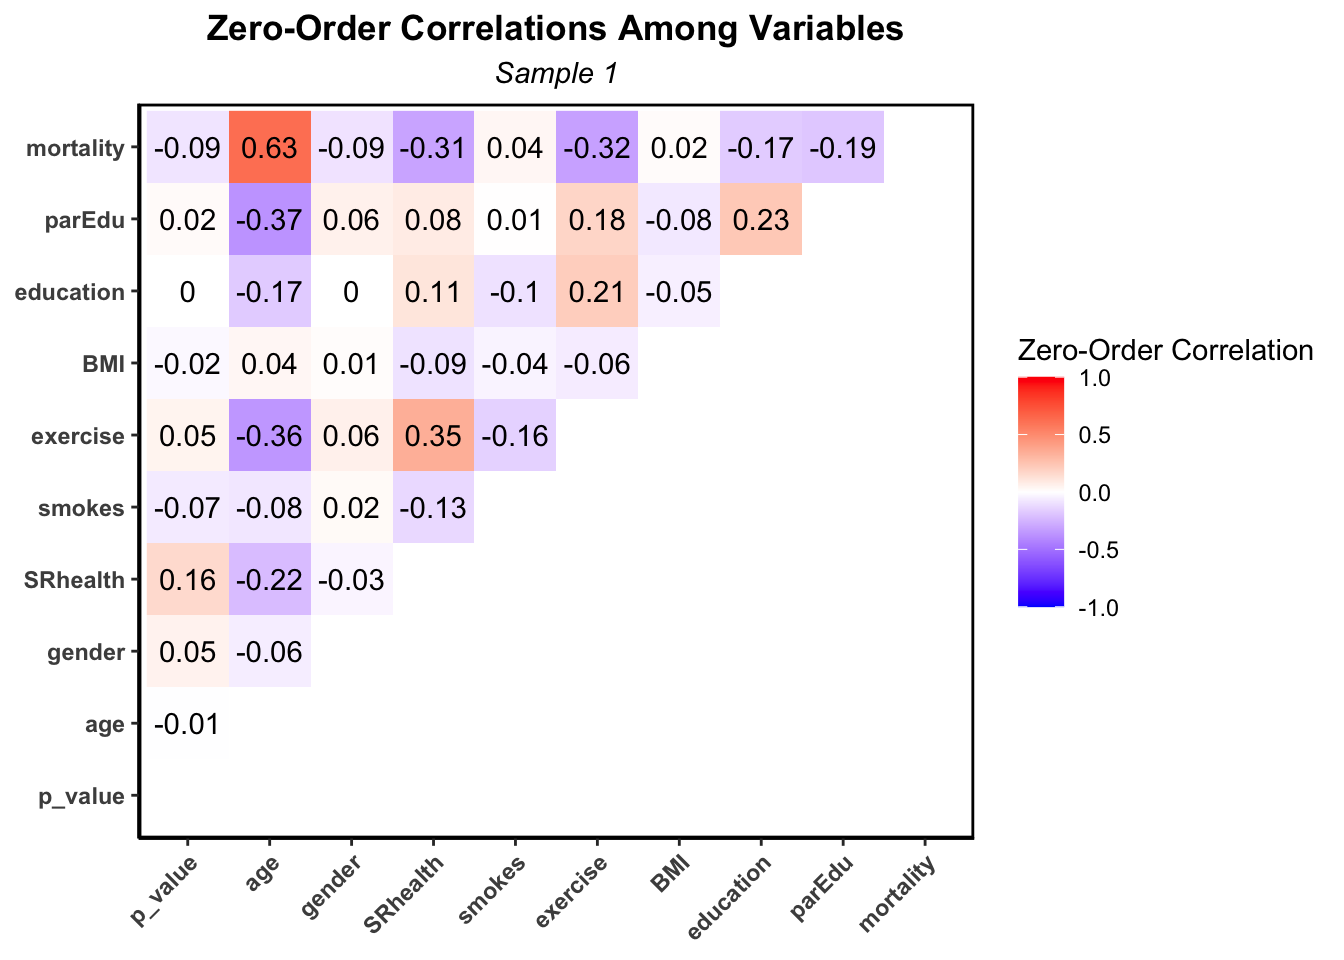 Zero-Order Correlations Among Variables
Sample 1
mortality -0.09 0.63 -0.09 -0.31 0.04 -0.32 0.02 -0.17 -0.19
parEdu 0.02 -0.37 0.06 0.08 0.01 0.18 -0.08 0.23
education 0 -0.17 0 0.11 -0.1 0.21 -0.05
BMI -0.02 0.04 0.01 -0.09 -0.04 -0.06
exercise 0.05 -0.36 0.06 0.35 -0.16
smokes -0.07 -0.08 0.02 -0.13
SRhealth 0.16 -0.22 -0.03
gender 0.05 -0.06
age -0.01
p_value
p_value age gender SRhealth smokes exercise BMI education parEdu mortality
Zero-Order Correlation
1.0
0.5
0.0
-0.5
-1.0